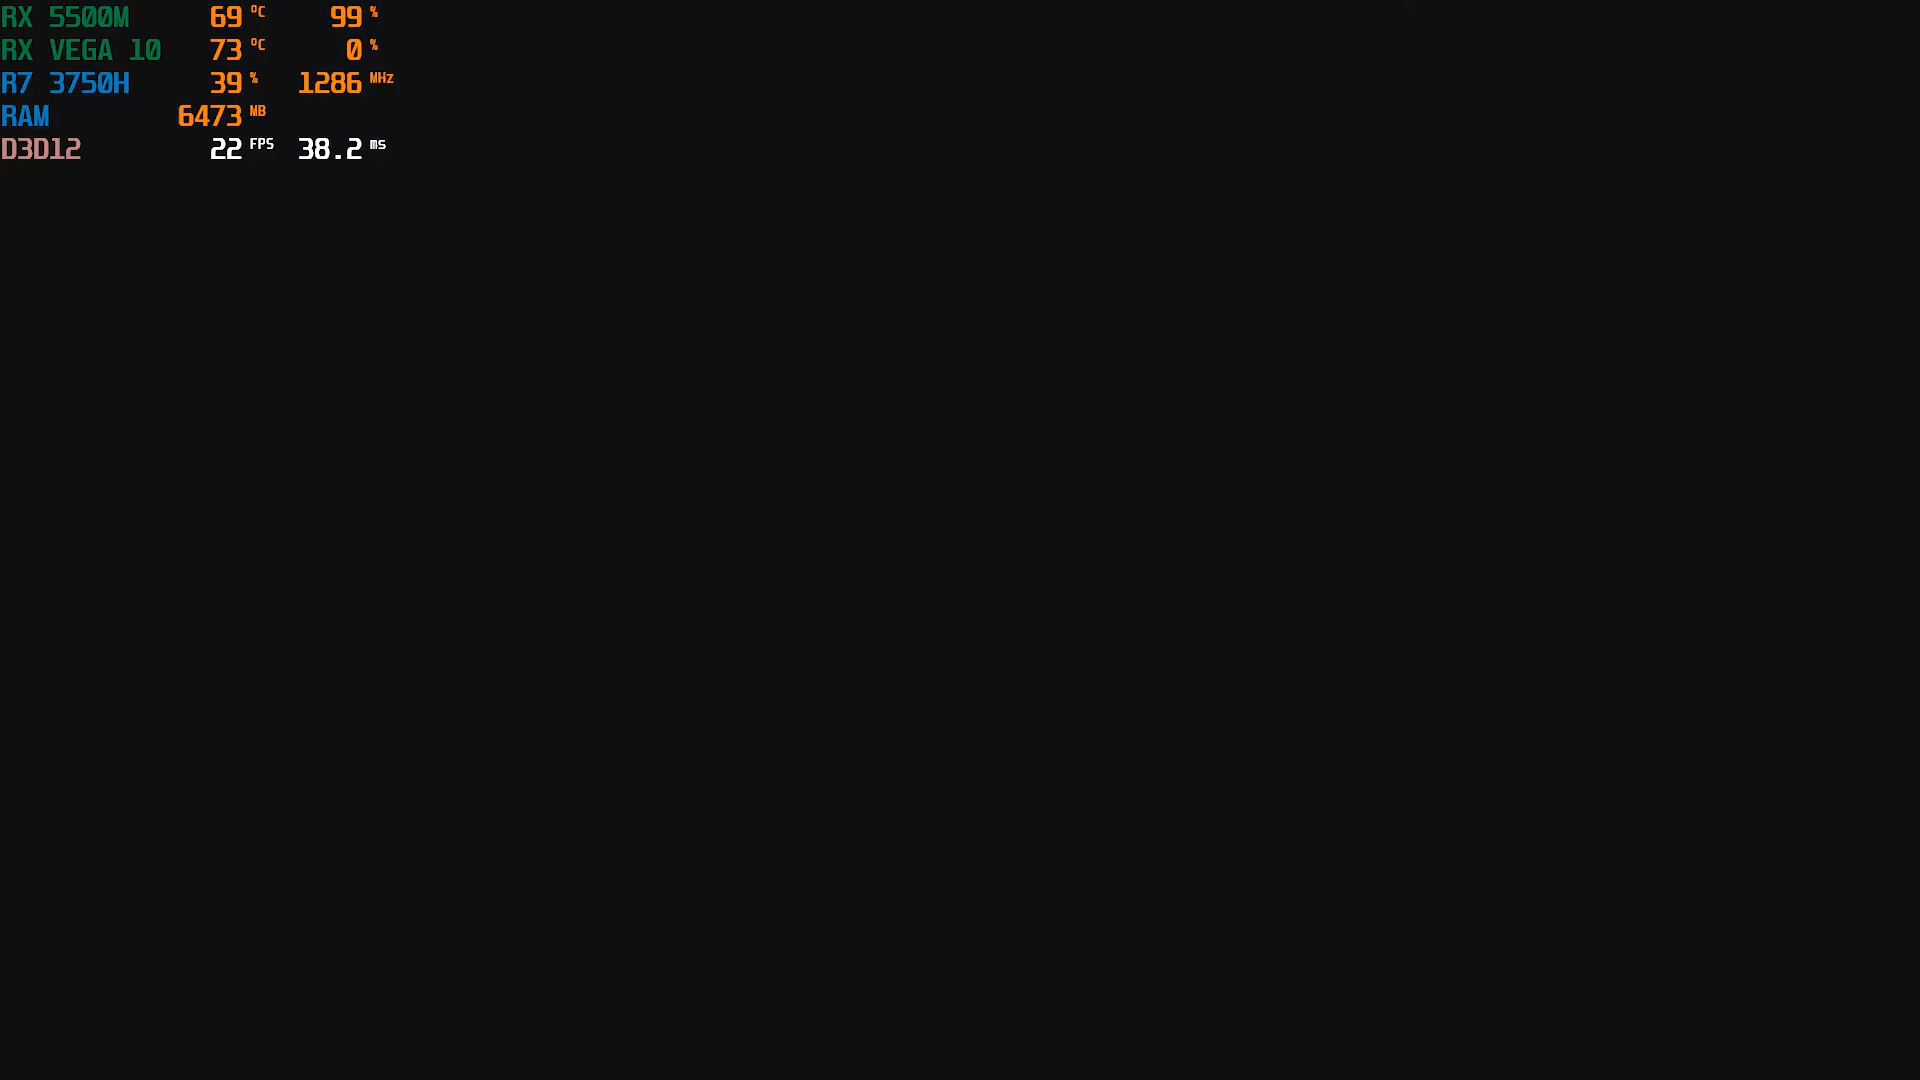 RX 5500M 69 °C 99 %
RX VEGA 10 73 °C 0 %
R7 3750H 39 % 1286 MHz
RAM 6473 MB
D3D12 22 FPS 38.2 ms